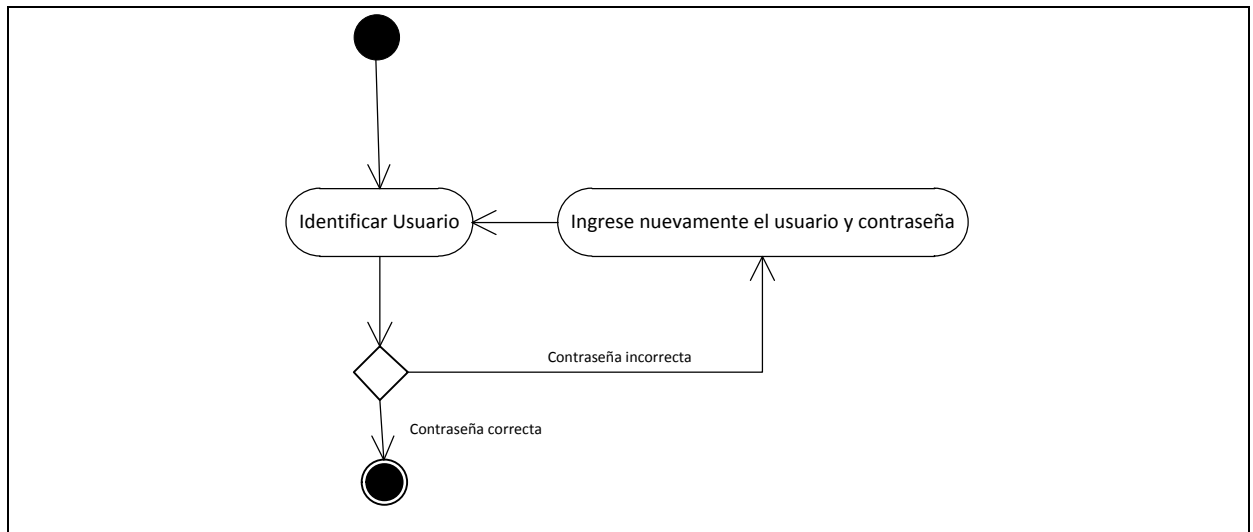 Identificar Usuario
Ingrese nuevamente el usuario y contraseña
Contraseña incorrecta
Contraseña correcta